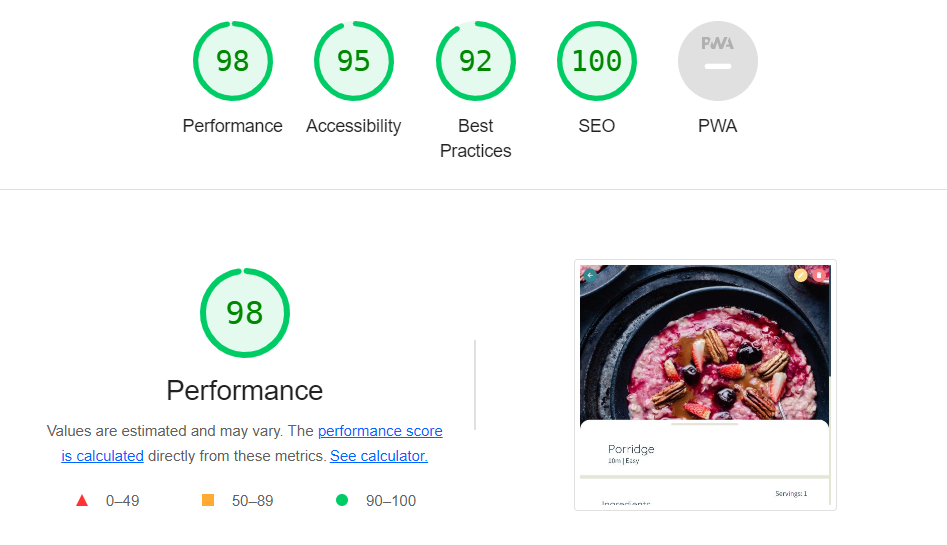 98
95
92
100
PWA
Performance
Accessibility
Best
Practices
SEO
PWA
98
Performance
Values are estimated and may vary. The performance score
is calculated directly from these metrics. See calculator.
0–49
50–89
90–100
Porridge
10m | Easy
Servings: 1
Ingredients